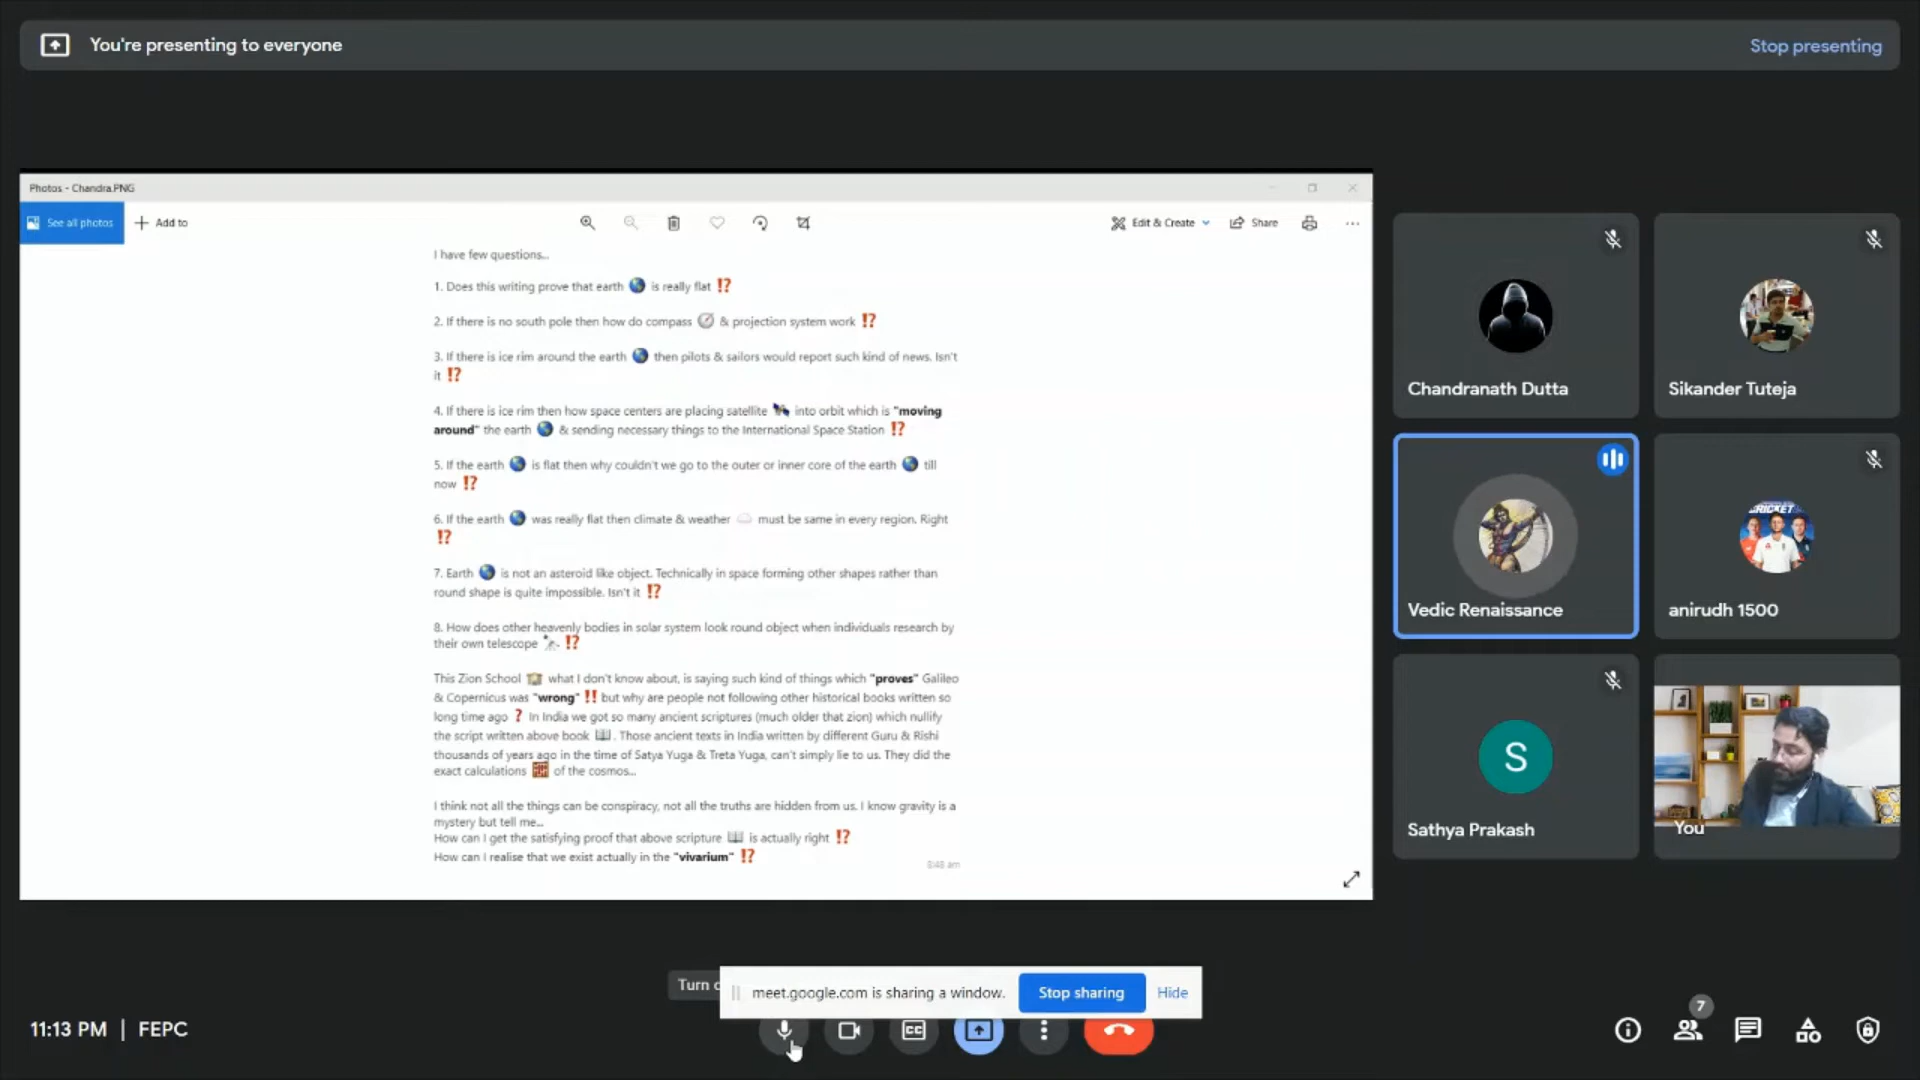 You're presenting to everyone
Stop presenting
Photos - Chandra.PNG
See all photos
Add to
Edit & Create
Share
I have few questions...
1. Does this writing prove that earth 🌎 is really flat ⁉️
2. If there is no south pole then how do compass 🧭 & projection system work ⁉️
3. If there is ice rim around the earth 🌎 then pilots & sailors would report such kind of news. Isn't
it ⁉️
4. If there is ice rim then how space centers are placing satellite 🛰️ into orbit which is "moving
around" the earth 🌎 & sending necessary things to the International Space Station ⁉️
5. If the earth 🌎 is flat then why couldn't we go to the outer or inner core of the earth 🌎 till
now ⁉️
6. If the earth 🌎 was really flat then climate & weather ☁️ must be same in every region. Right
⁉️
7. Earth 🌎 is not an asteroid like object. Technically in space forming other shapes rather than
round shape is quite impossible. Isn't it ⁉️
8. How does other heavenly bodies in solar system look round object when individuals research by
their own telescope 🔭 ⁉️
This Zion School 🏫 what I don't know about, is saying such kind of things which "proves" Galileo
& Copernicus was "wrong" ‼️ but why are people not following other historical books written so
long time ago ❓ In India we got so many ancient scriptures (much older that zion) which nullify
the script written above book 📖. Those ancient texts in India written by different Guru & Rishi
thousands of years ago in the time of Satya Yuga & Treta Yuga, can't simply lie to us. They did the
exact calculations 🧮 of the cosmos...
I think not all the things can be conspiracy, not all the truths are hidden from us. I know gravity is a
mystery but tell me...
How can I get the satisfying proof that above scripture 📖 is actually right ⁉️
How can I realise that we exist actually in the "vivarium" ⁉️
8:48 am
Chandranath Dutta
Sikander Tuteja
CRICKET
Vedic Renaissance
anirudh 1500
S
Sathya Prakash
You
Turn
meet.google.com is sharing a window.
Stop sharing
Hide
11:13 PM | FEPC
CC
7